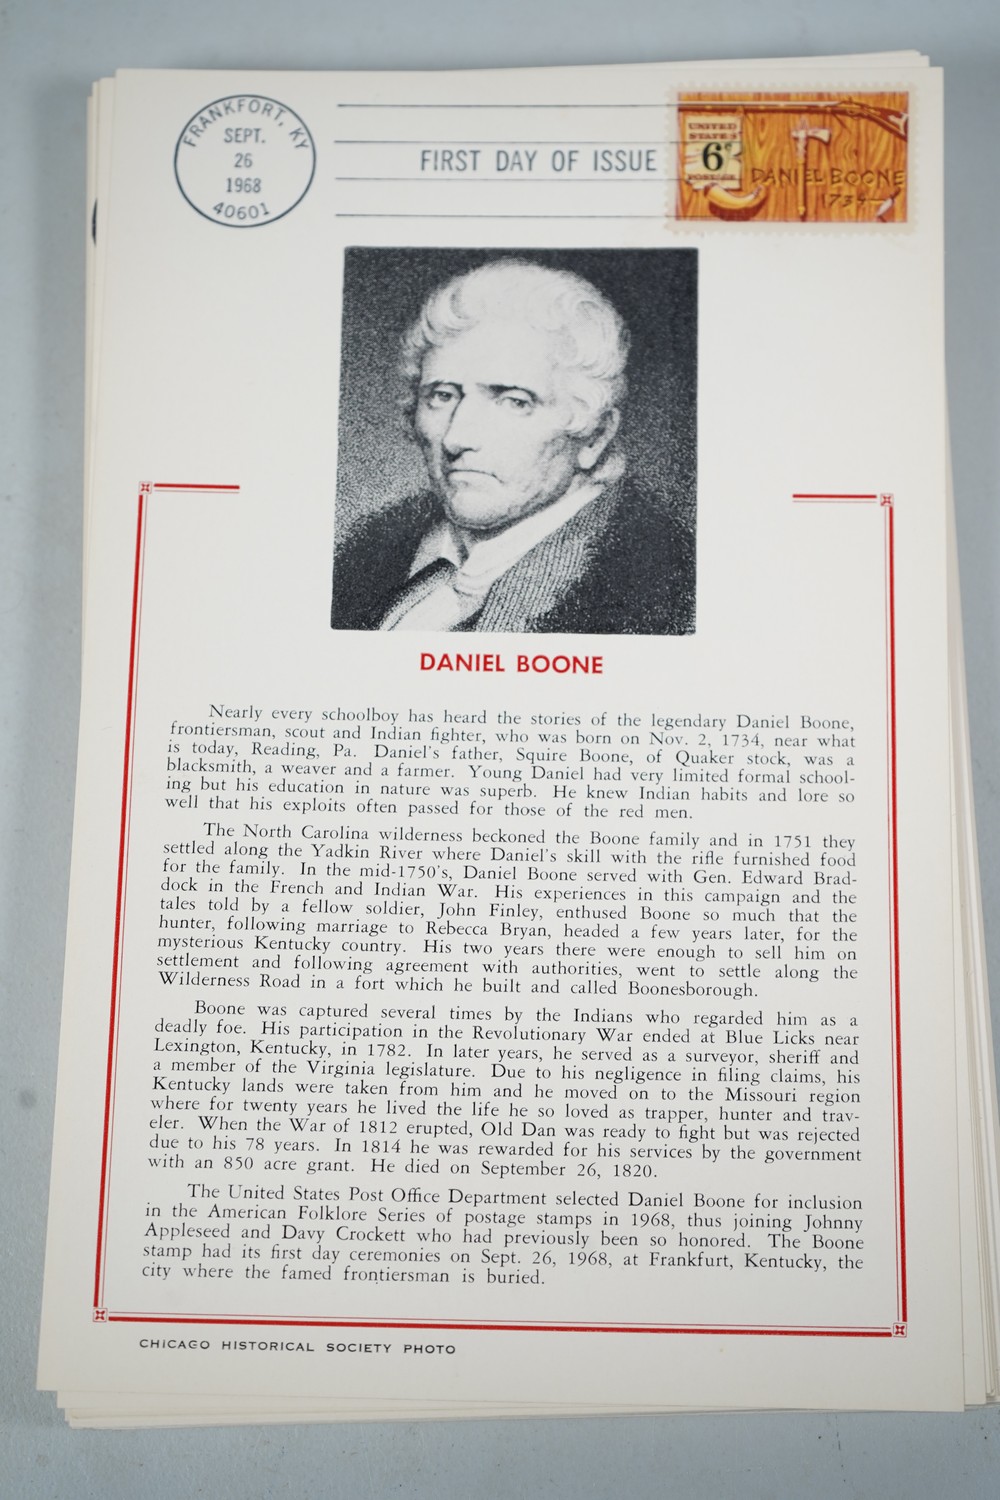 FRANKFORT, KY
SEPT.
26
1968
40601
FIRST DAY OF ISSUE
UNITED
STATES
6¢
POSTAGE
DANIEL BOONE
1734
DANIEL BOONE
Nearly every schoolboy has heard the stories of the legendary Daniel Boone,
frontiersman, scout and Indian fighter, who was born on Nov. 2, 1734, near what
is today, Reading, Pa. Daniel's father, Squire Boone, of Quaker stock, was a
blacksmith, a weaver and a farmer. Young Daniel had very limited formal school-
ing but his education in nature was superb. He knew Indian habits and lore so
well that his exploits often passed for those of the red men.
The North Carolina wilderness beckoned the Boone family and in 1751 they
settled along the Yadkin River where Daniel's skill with the rifle furnished food
for the family. In the mid-1750's, Daniel Boone served with Gen. Edward Brad-
dock in the French and Indian War. His experiences in this campaign and the
tales told by a fellow soldier, John Finley, enthused Boone so much that the
hunter, following marriage to Rebecca Bryan, headed a few years later, for the
mysterious Kentucky country. His two years there were enough to sell him on
settlement and following agreement with authorities, went to settle along the
Wilderness Road in a fort which he built and called Boonesborough.
Boone was captured several times by the Indians who regarded him as a
deadly foe. His participation in the Revolutionary War ended at Blue Licks near
Lexington, Kentucky, in 1782. In later years, he served as a surveyor, sheriff and
a member of the Virginia legislature. Due to his negligence in filing claims, his
Kentucky lands were taken from him and he moved on to the Missouri region
where for twenty years he lived the life he so loved as trapper, hunter and trav-
eler. When the War of 1812 erupted, Old Dan was ready to fight but was rejected
due to his 78 years. In 1814 he was rewarded for his services by the government
with an 850 acre grant. He died on September 26, 1820.
The United States Post Office Department selected Daniel Boone for inclusion
in the American Folklore Series of postage stamps in 1968, thus joining Johnny
Appleseed and Davy Crockett who had previously been so honored. The Boone
stamp had its first day ceremonies on Sept. 26, 1968, at Frankfurt, Kentucky, the
city where the famed frontiersman is buried.
CHICAGO HISTORICAL SOCIETY PHOTO